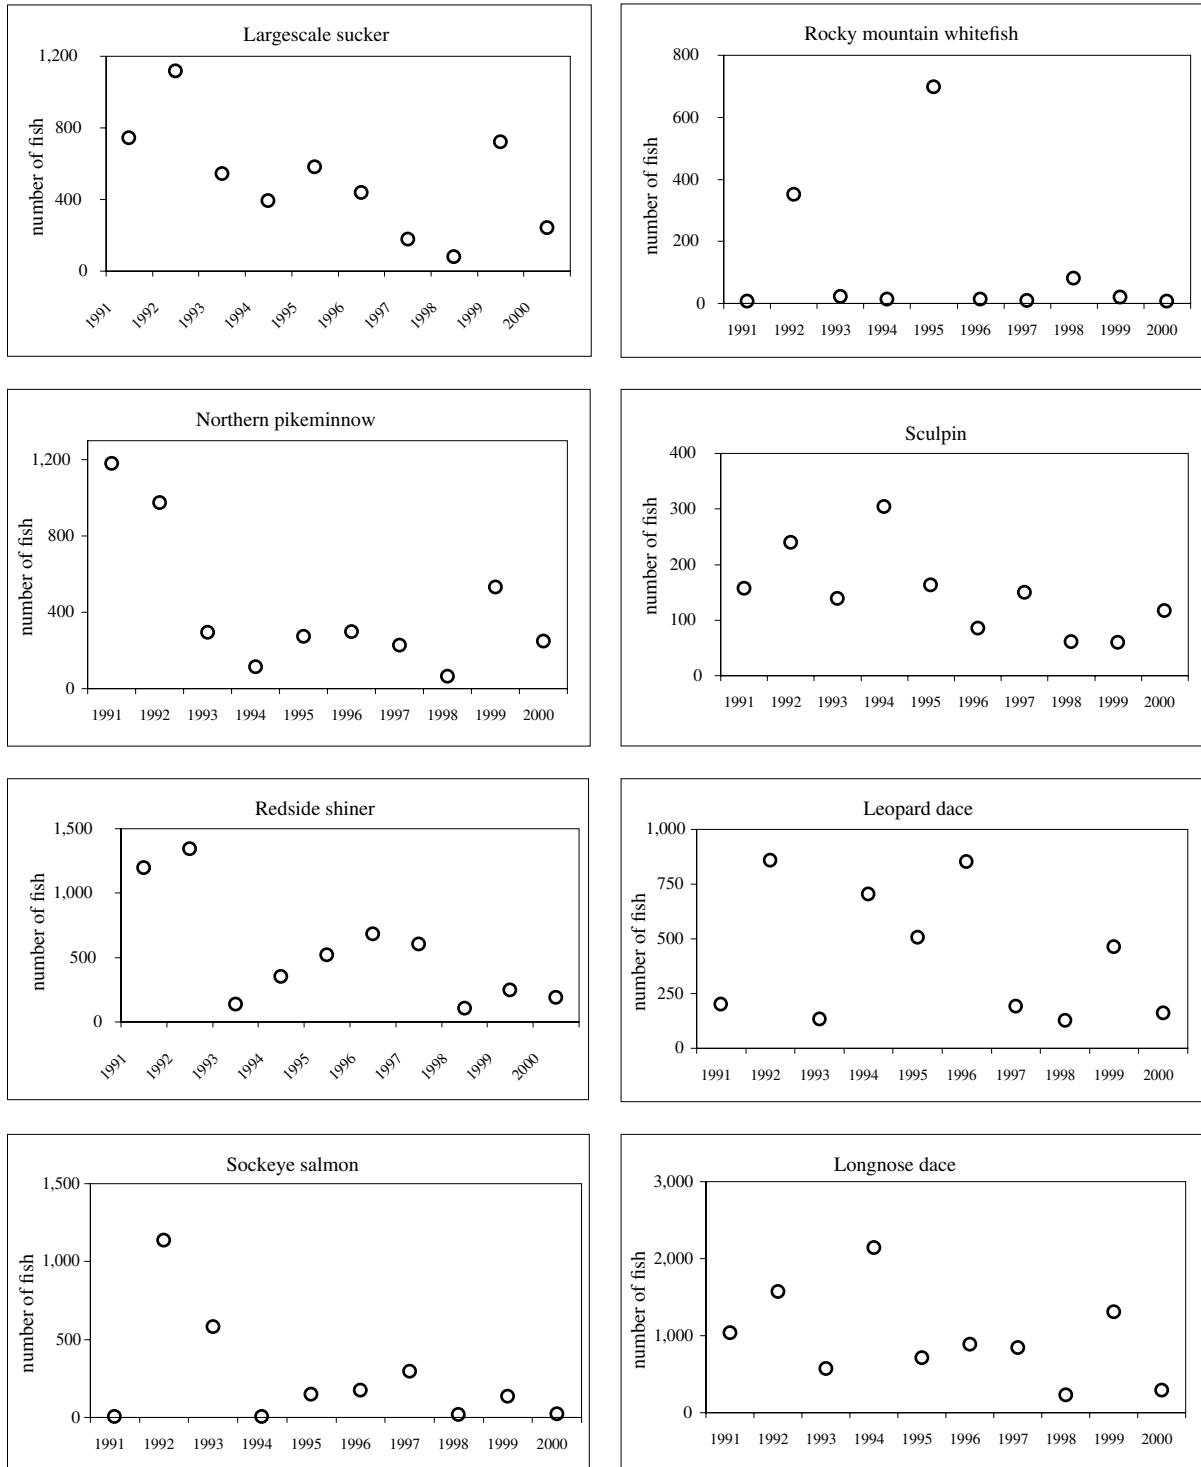 Largescale sucker
number of fish
1,200
800
400
0
1991 1992 1993 1994 1995 1996 1997 1998 1999 2000
Rocky mountain whitefish
number of fish
800
600
400
200
0
1991 1992 1993 1994 1995 1996 1997 1998 1999 2000
Northern pikeminnow
number of fish
1,200
800
400
0
1991 1992 1993 1994 1995 1996 1997 1998 1999 2000
Sculpin
number of fish
400
300
200
100
0
1991 1992 1993 1994 1995 1996 1997 1998 1999 2000
Redside shiner
number of fish
1,500
1,000
500
0
1991 1992 1993 1994 1995 1996 1997 1998 1999 2000
Leopard dace
number of fish
1,000
750
500
250
0
1991 1992 1993 1994 1995 1996 1997 1998 1999 2000
Sockeye salmon
number of fish
1,500
1,000
500
0
1991 1992 1993 1994 1995 1996 1997 1998 1999 2000
Longnose dace
number of fish
3,000
2,000
1,000
0
1991 1992 1993 1994 1995 1996 1997 1998 1999 2000